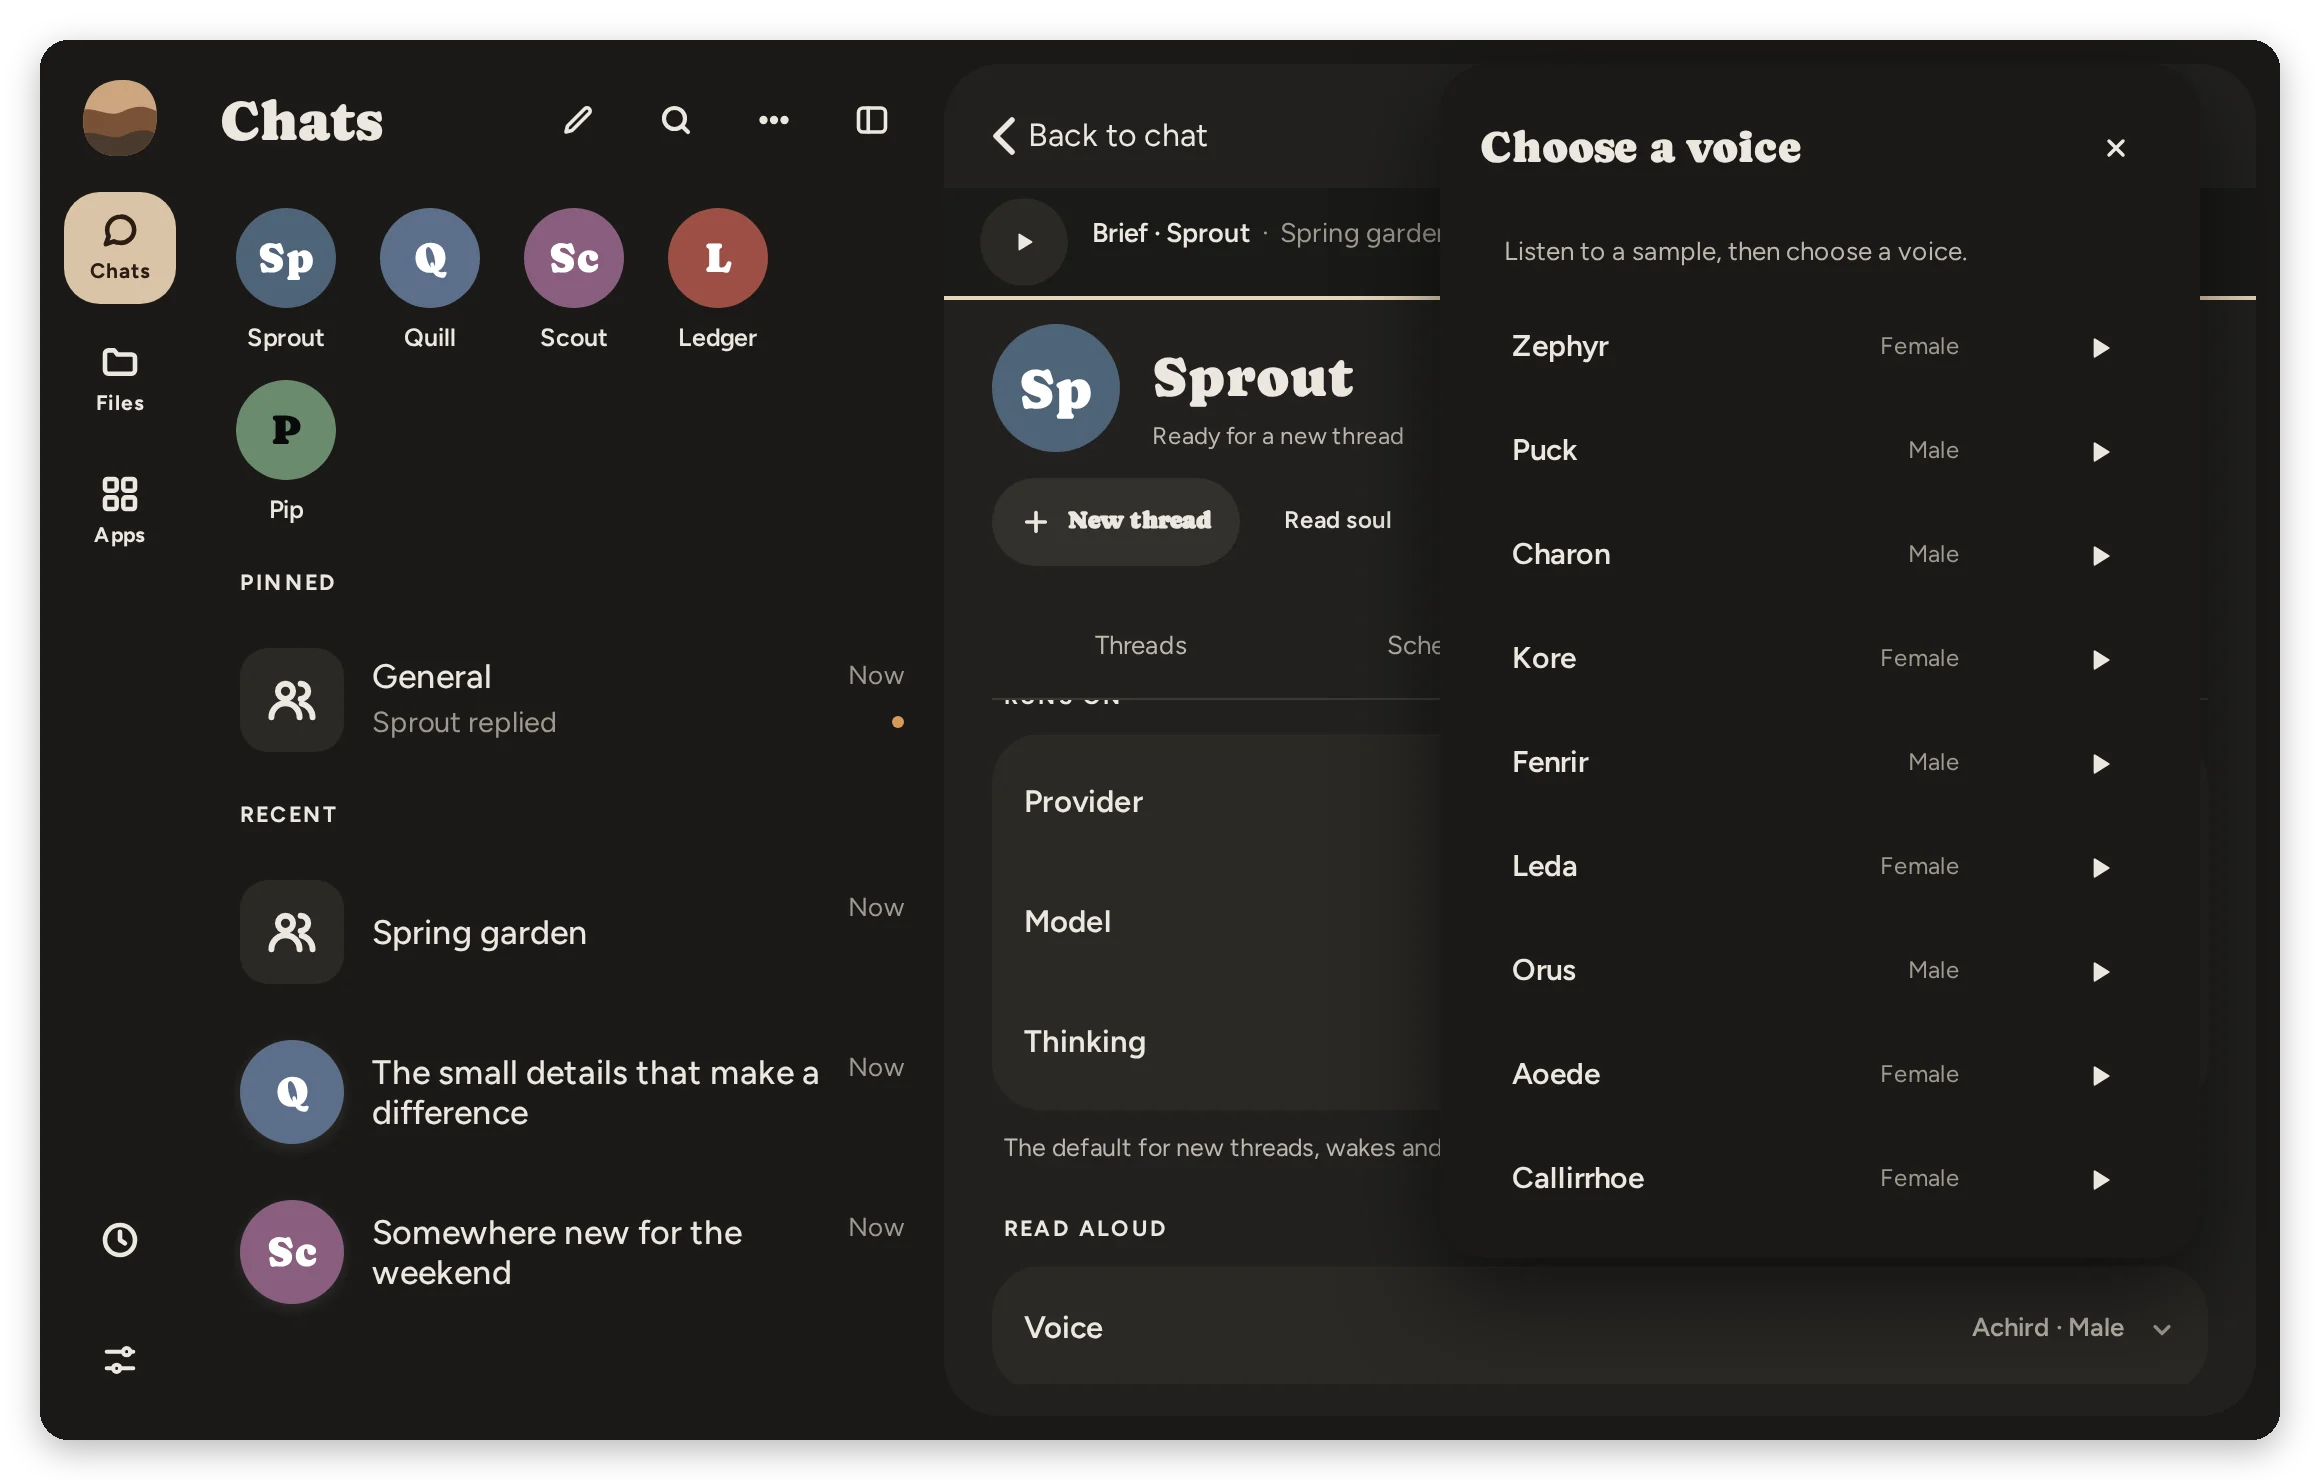 Chats
Chats
Files
Apps
Sp
Sprout
Q
Quill
Sc
Scout
L
Ledger
P
Pip
PINNED
General
Now
Sprout replied
RECENT
Spring garden
Now
Q
The small details that make a
difference
Now
Sc
Somewhere new for the
weekend
Now
Back to chat
Brief · Sprout · Spring garden
Sp
Sprout
Ready for a new thread
New thread
Read soul
Threads
RUNS ON
Provider
Model
Thinking
The default for new threads, wakes and
READ ALOUD
Voice
Achird · Male
Choose a voice
Listen to a sample, then choose a voice.
Zephyr Female
Puck Male
Charon Male
Kore Female
Fenrir Male
Leda Female
Orus Male
Aoede Female
Callirrhoe Female